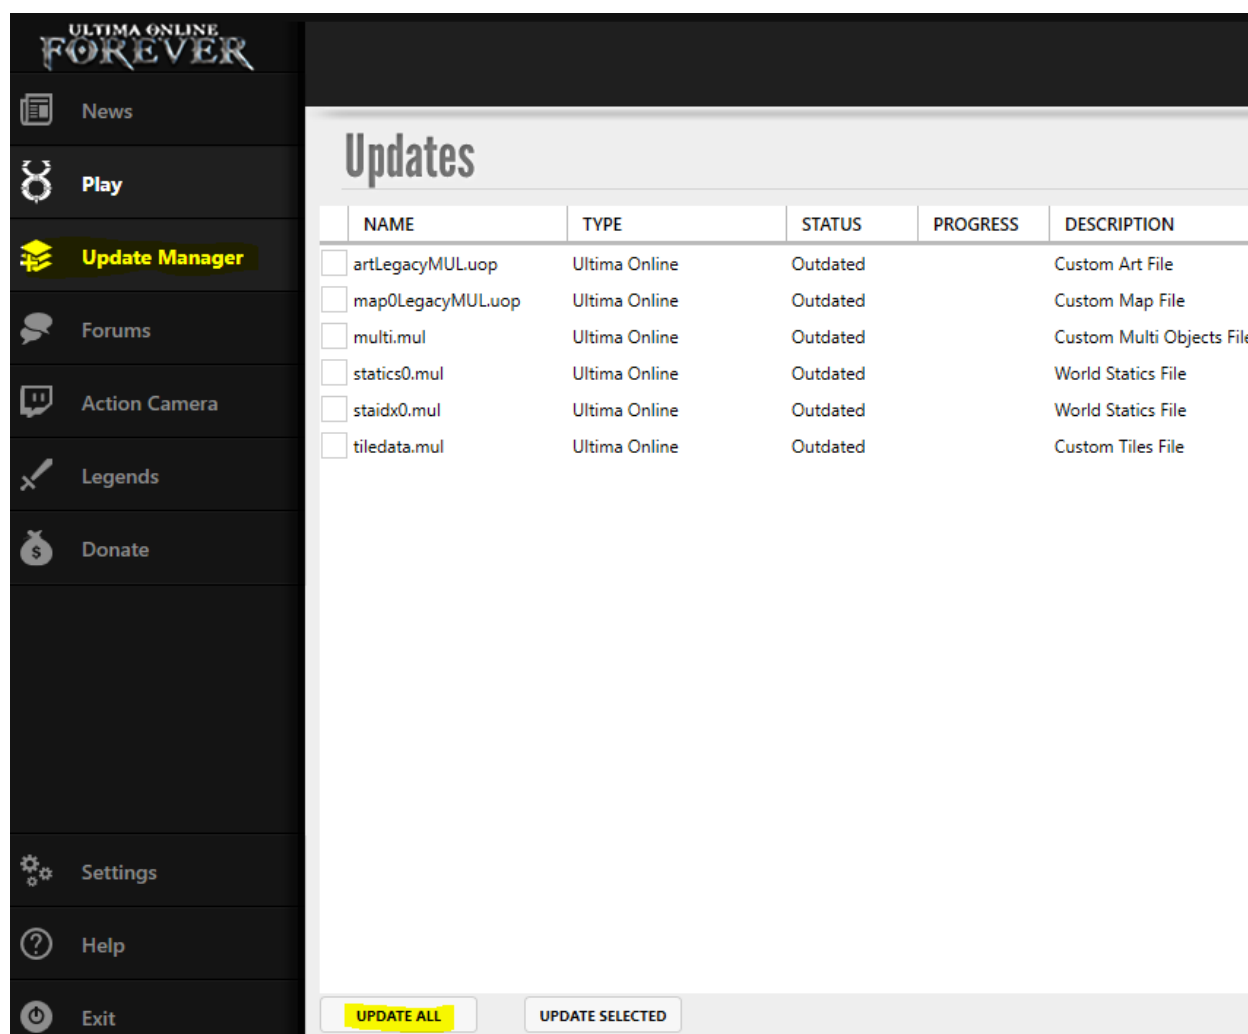 ULTIMA ONLINE
FOREVER
News
Play
Update Manager
Forums
Action Camera
Legends
Donate
Settings
Help
Exit
Updates
NAME TYPE STATUS PROGRESS DESCRIPTION
artLegacyMUL.uop Ultima Online Outdated Custom Art File
map0LegacyMUL.uop Ultima Online Outdated Custom Map File
multi.mul Ultima Online Outdated Custom Multi Objects File
statics0.mul Ultima Online Outdated World Statics File
staidx0.mul Ultima Online Outdated World Statics File
tiledata.mul Ultima Online Outdated Custom Tiles File
UPDATE ALL UPDATE SELECTED